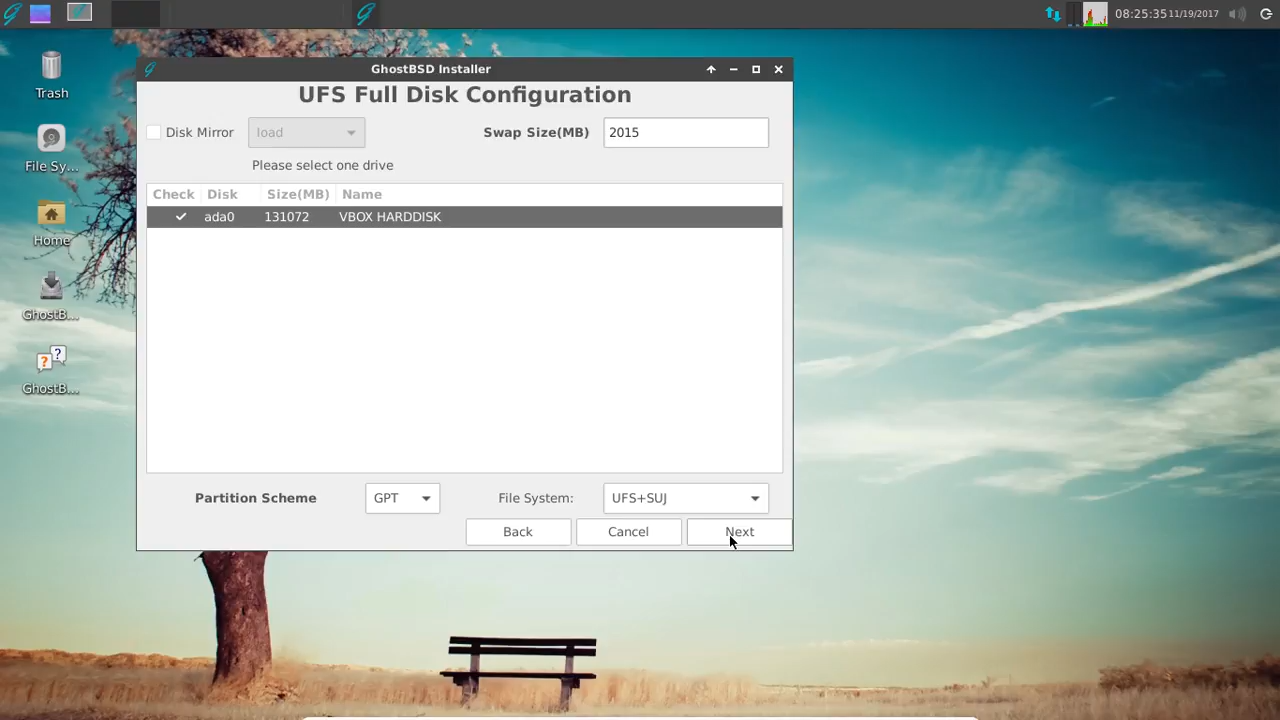 08:25:35 11/19/2017
GhostBSD Installer
UFS Full Disk Configuration
Disk Mirror load Swap Size(MB) 2015
Please select one drive
Check Disk Size(MB) Name
ada0 131072 VBOX HARDDISK
Partition Scheme GPT File System: UFS+SUJ
Back Cancel Next
Trash
File Sy...
Home
GhostB...
GhostB...